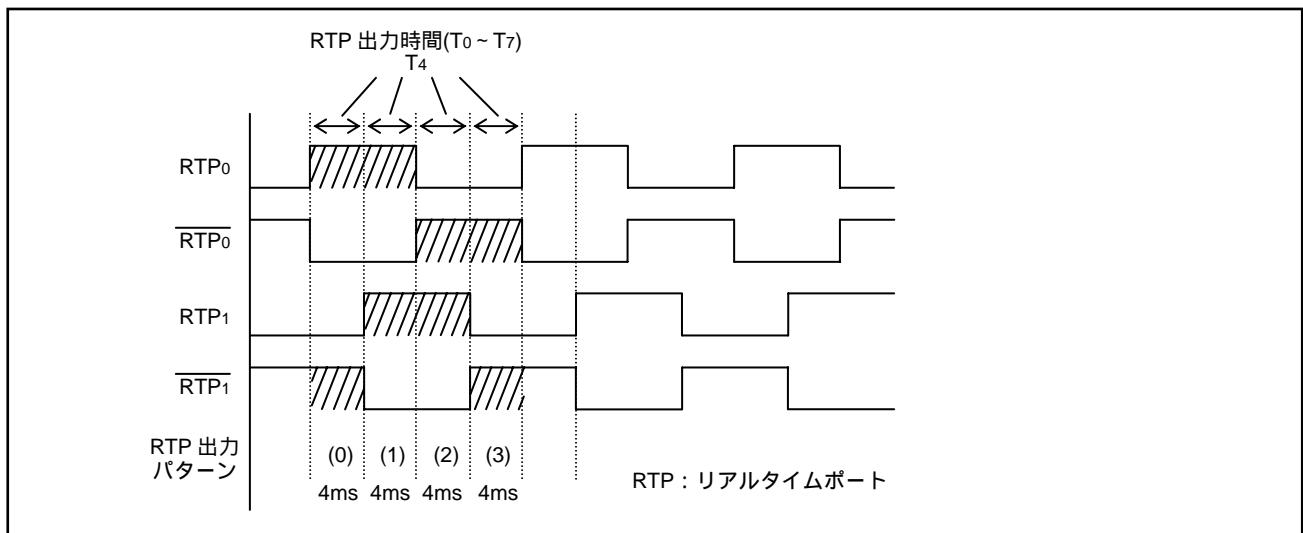 RTP 出力時間(T0 ~ T7)
T4
RTP0
RTP0
RTP1
RTP1
RTP 出力
パターン
(0) (1) (2) (3)
4ms 4ms 4ms 4ms
RTP : リアルタイムポート